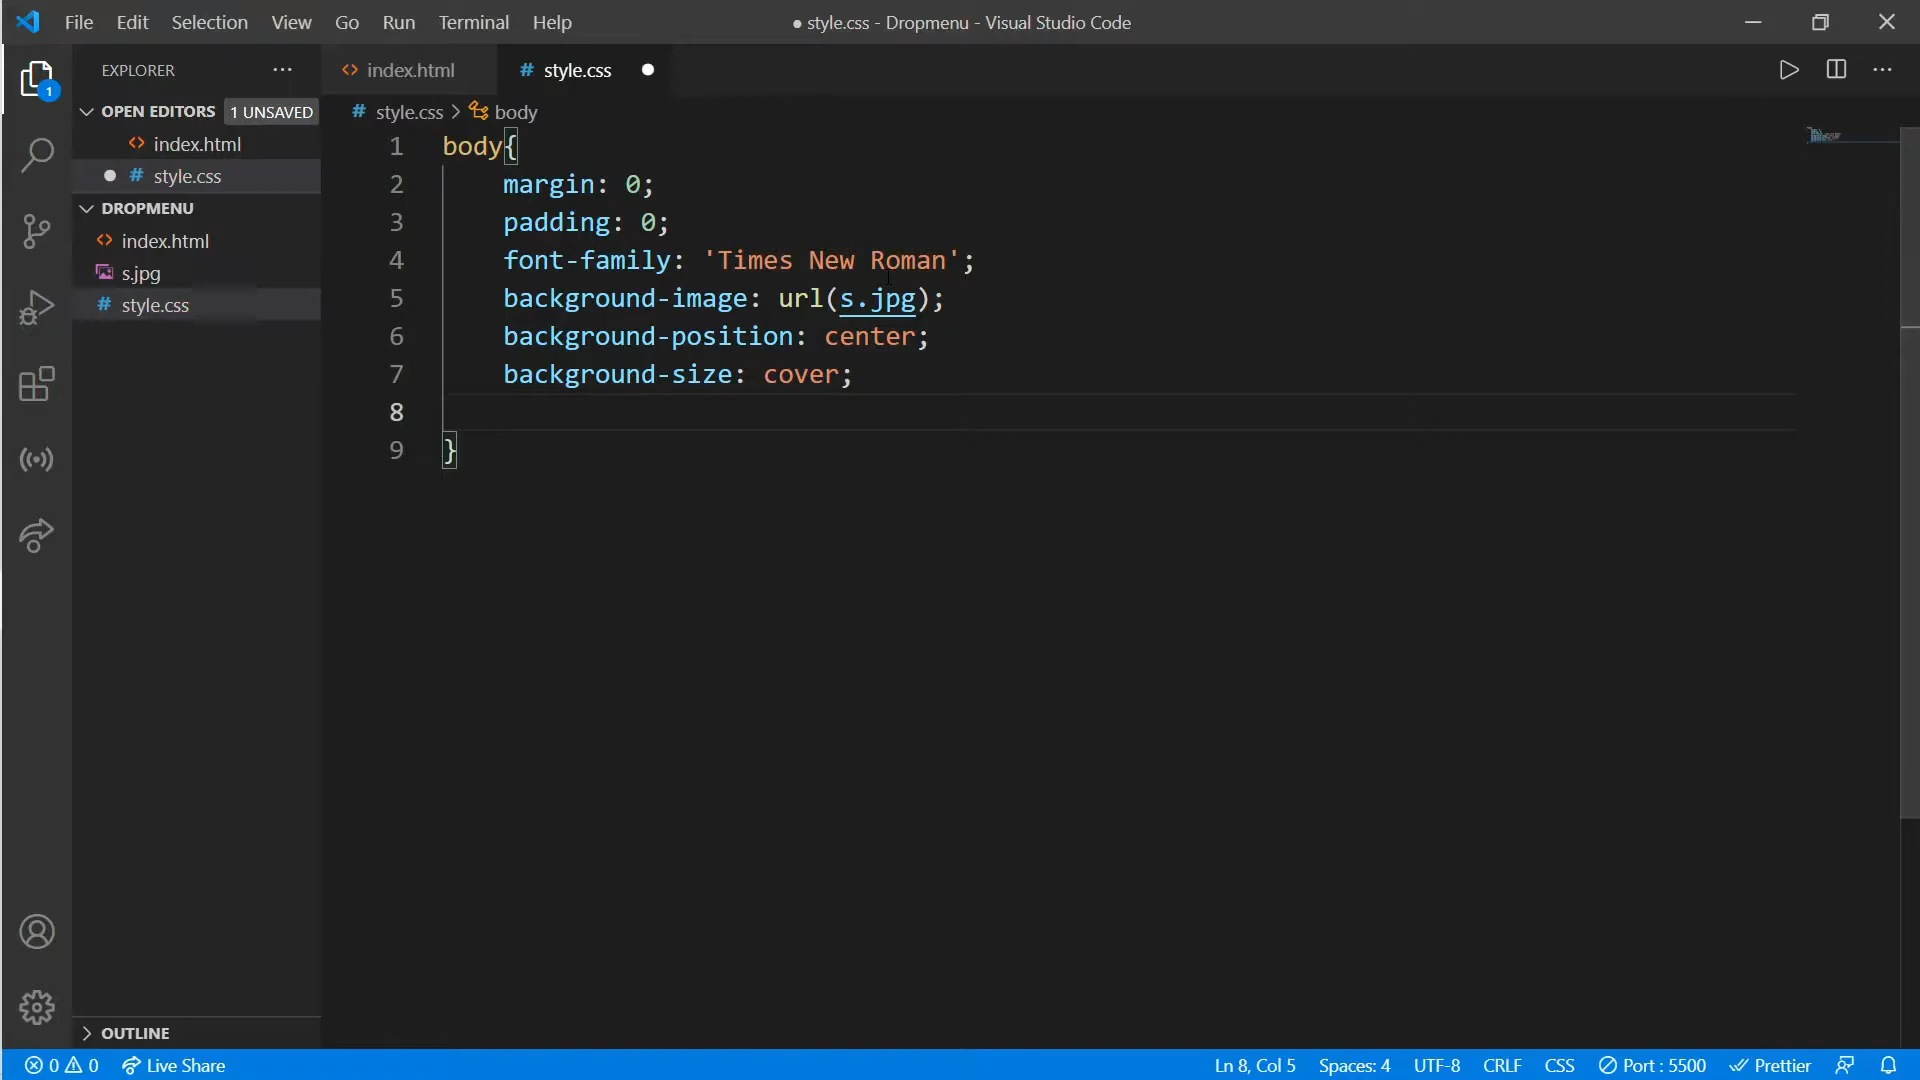 File Edit Selection View Go Run Terminal Help
● style.css - Dropmenu - Visual Studio Code
EXPLORER
index.html
# style.css
1
OPEN EDITORS 1 UNSAVED
index.html
# style.css
DROPMENU
index.html
s.jpg
# style.css
OUTLINE
# style.css > body
1 body{
2 margin: 0;
3 padding: 0;
4 font-family: 'Times New Roman';
5 background-image: url(s.jpg);
6 background-position: center;
7 background-size: cover;
8
9 }
0 0 Live Share Ln 8, Col 5 Spaces: 4 UTF-8 CRLF CSS Port : 5500 Prettier